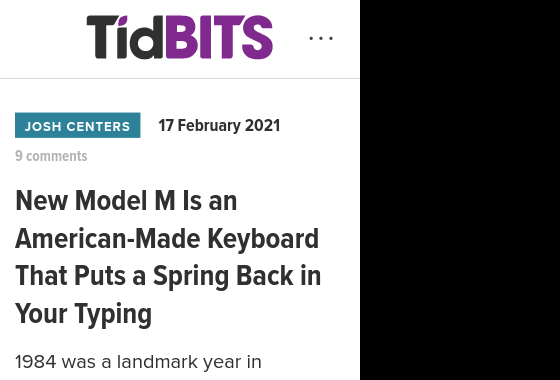 TidBITS
JOSH CENTERS 17 February 2021
9 comments
New Model M Is an
American-Made Keyboard
That Puts a Spring Back in
Your Typing
1984 was a landmark year in